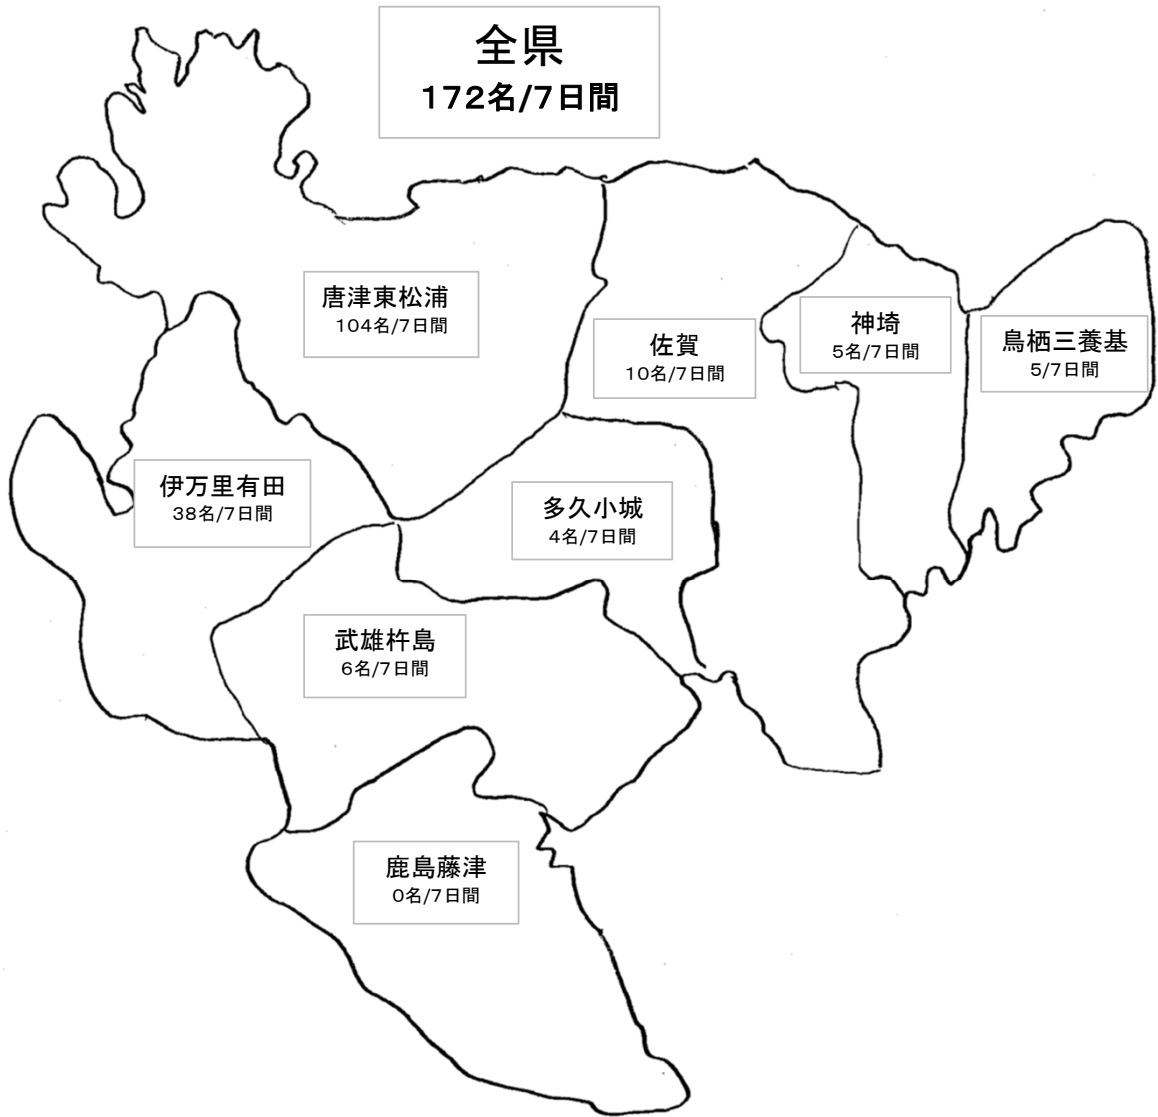 全県
172名/7日間
唐津東松浦
104名/7日間
佐賀
10名/7日間
神埼
5名/7日間
鳥栖三養基
5/7日間
伊万里有田
38名/7日間
多久小城
4名/7日間
武雄杵島
6名/7日間
鹿島藤津
0名/7日間